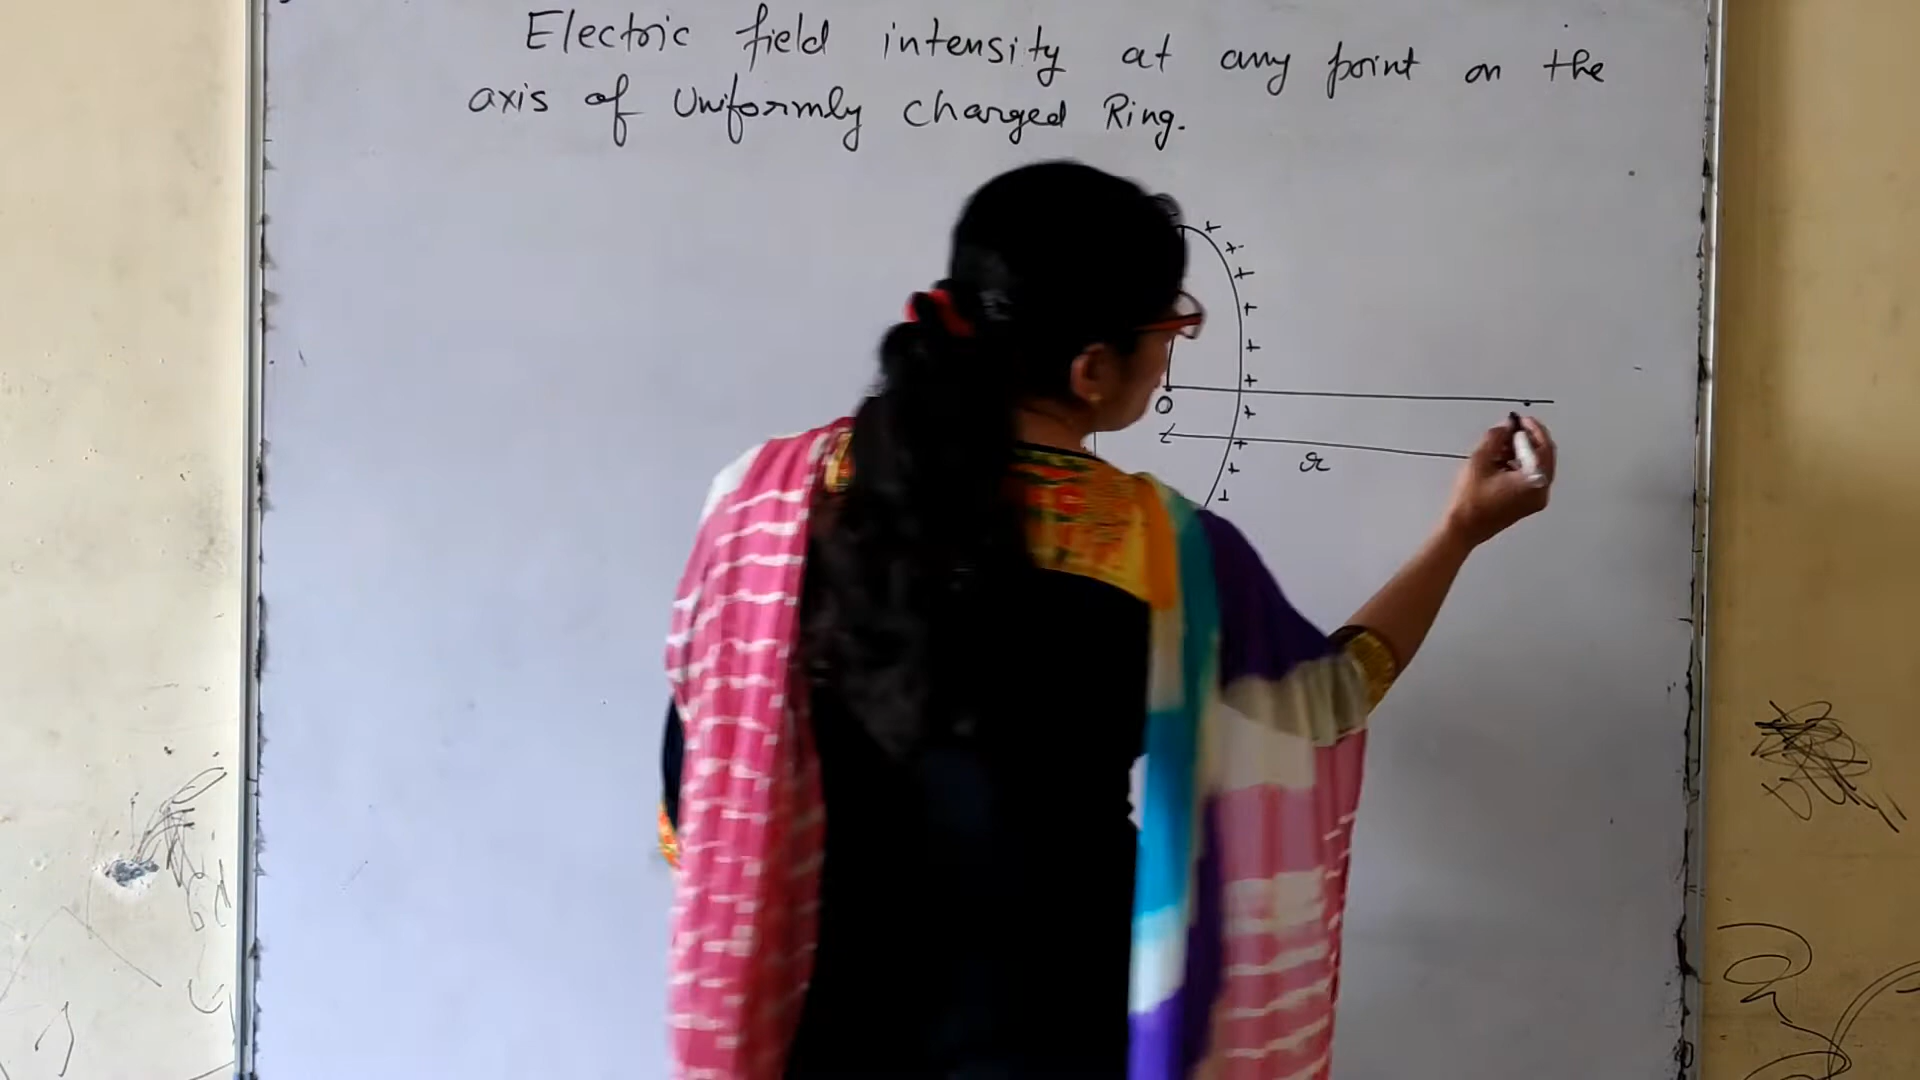 Electric field intensity at any point on the
axis of Uniformly charged Ring.
+ + + + + + + + + + +
O
r